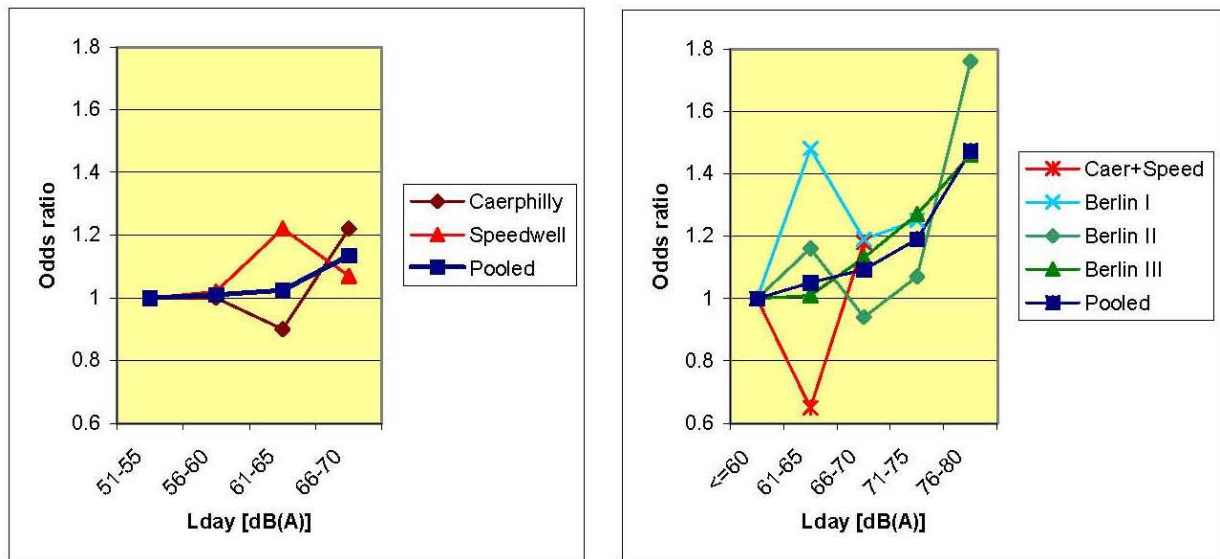 1.8
1.6
1.4
1.2
1
0.8
0.6
Odds ratio
51-55
56-60
61-65
66-70
Lday [dB(A)]
Caerphilly
Speedwell
Pooled
1.8
1.6
1.4
1.2
1
0.8
0.6
Odds ratio
<=60
61-65
66-70
71-75
76-80
Lday [dB(A)]
Caer+Speed
Berlin I
Berlin II
Berlin III
Pooled